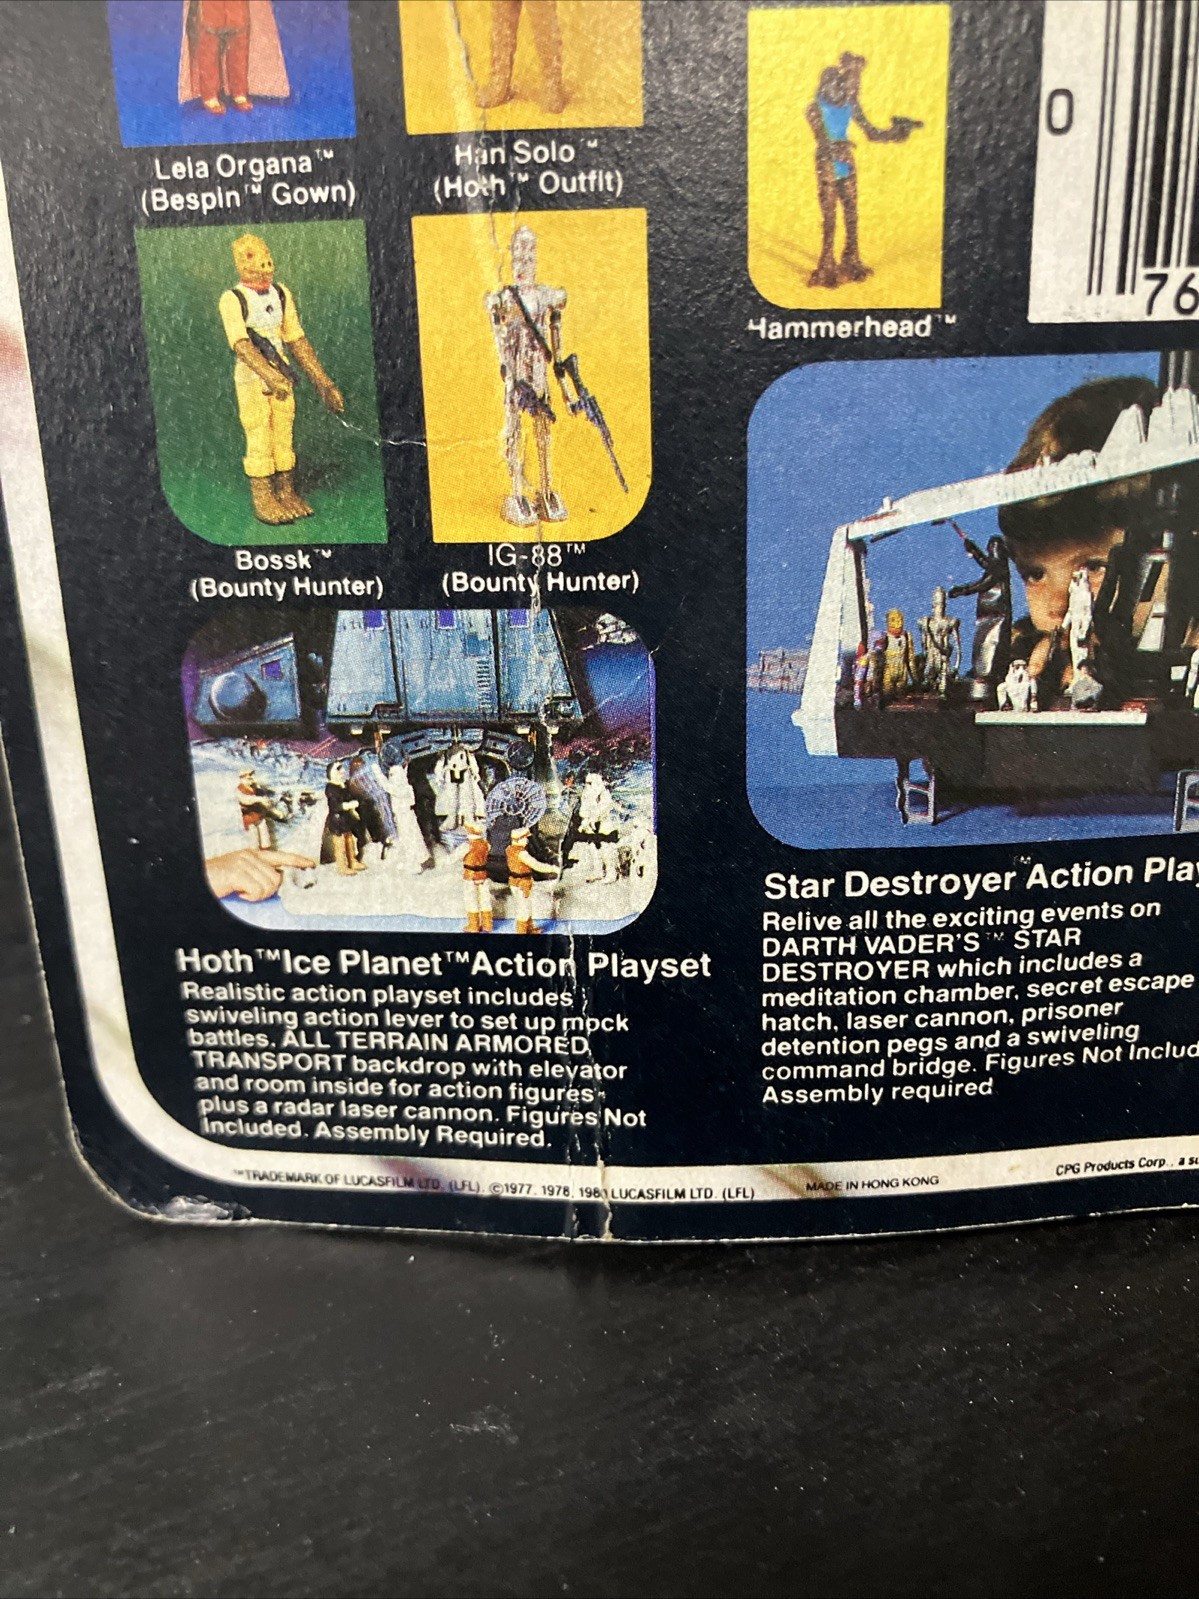 Leia Organa™
(Bespin™ Gown)
Han Solo™
(Hoth™ Outfit)
Hammerhead™
0
76
Bossk™
(Bounty Hunter)
IG-88™
(Bounty Hunter)
Hoth™ Ice Planet™ Action Playset
Realistic action playset includes
swiveling action lever to set up mock
battles. ALL TERRAIN ARMORED
TRANSPORT backdrop with elevator
and room inside for action figures
plus a radar laser cannon. Figures Not
Included. Assembly Required.
Star Destroyer™ Action Play
Relive all the exciting events on
DARTH VADER'S™ STAR
DESTROYER which includes a
meditation chamber, secret escape
hatch, laser cannon, prisoner
detention pegs and a swiveling
command bridge. Figures Not Includ
Assembly required
™TRADEMARK OF LUCASFILM LTD. (LFL). ©1977, 1978, 1980 LUCASFILM LTD. (LFL)
MADE IN HONG KONG
CPG Products Corp., a su